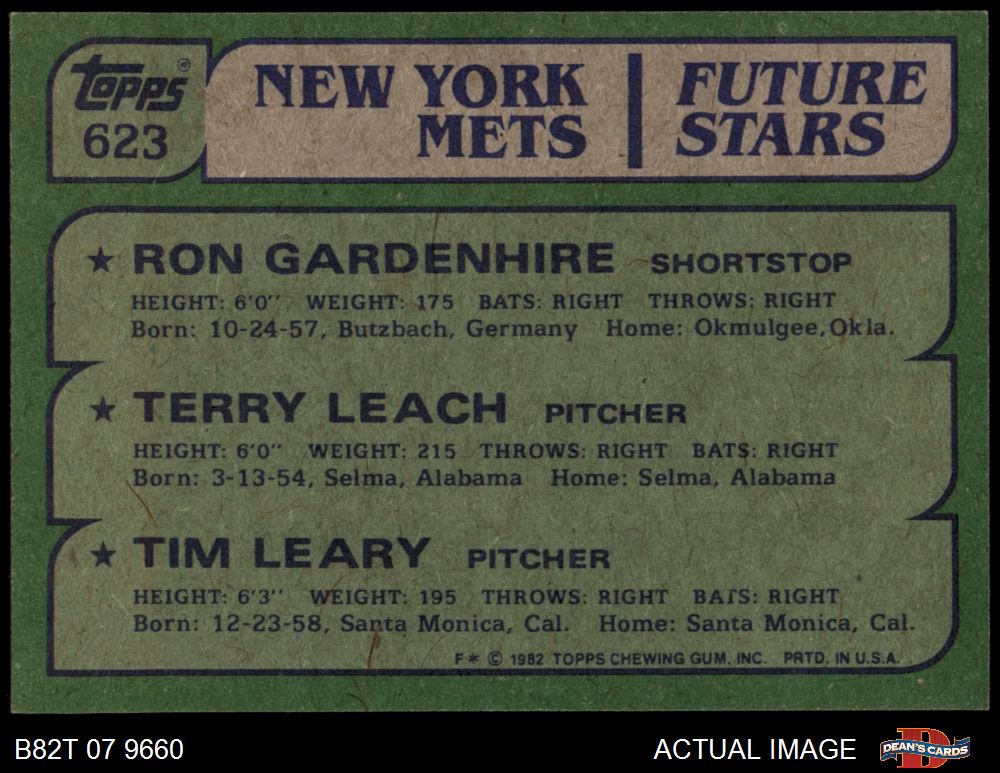 topps®
623
NEW YORK METS
FUTURE STARS
★ RON GARDENHIRE SHORTSTOP
HEIGHT: 6'0" WEIGHT: 175 BATS: RIGHT THROWS: RIGHT
Born: 10-24-57, Butzbach, Germany Home: Okmulgee,Okla.
★ TERRY LEACH PITCHER
HEIGHT: 6'0" WEIGHT: 215 THROWS: RIGHT BATS: RIGHT
Born: 3-13-54, Selma, Alabama Home: Selma, Alabama
★ TIM LEARY PITCHER
HEIGHT: 6'3" WEIGHT: 195 THROWS: RIGHT BATS: RIGHT
Born: 12-23-58, Santa Monica, Cal. Home: Santa Monica, Cal.
F* © 1982 TOPPS CHEWING GUM, INC. PRTD. IN U.S.A.
B82T 07 9660
ACTUAL IMAGE
D
DEAN'S CARDS